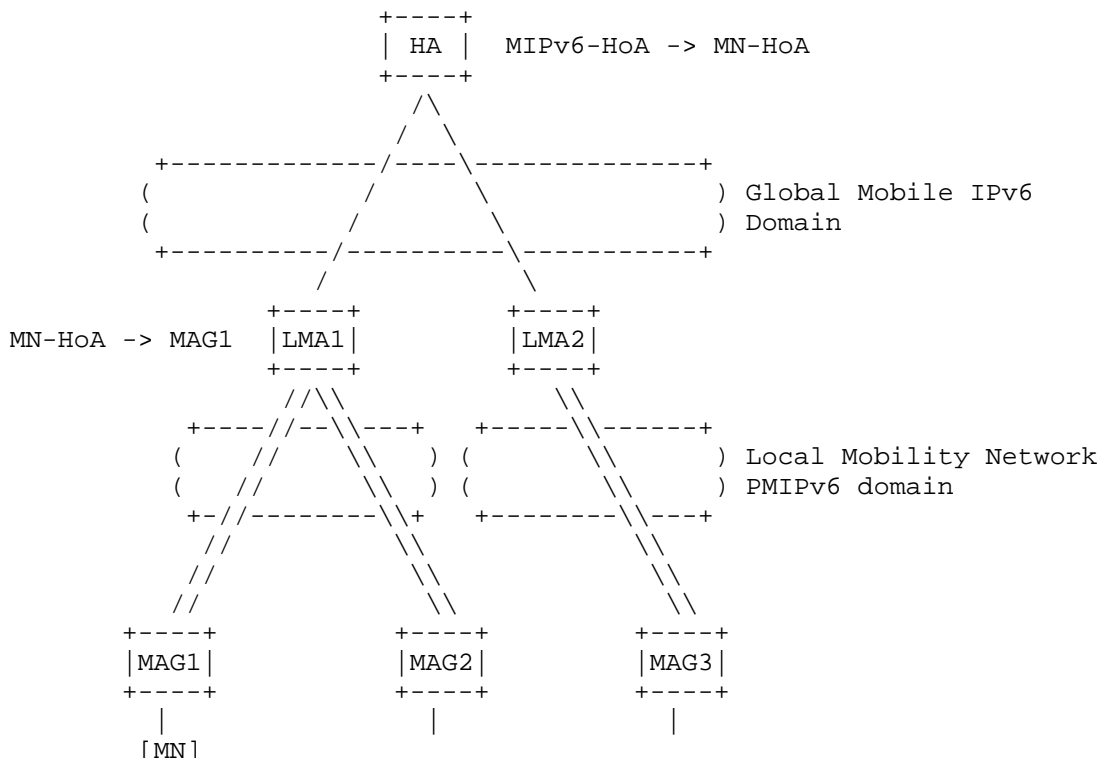 HA MIPv6-HoA -> MN-HoA
Global Mobile IPv6
Domain
MN-HoA -> MAG1 LMA1 LMA2
Local Mobility Network
PMIPv6 domain
MAG1 MAG2 MAG3
[MN]